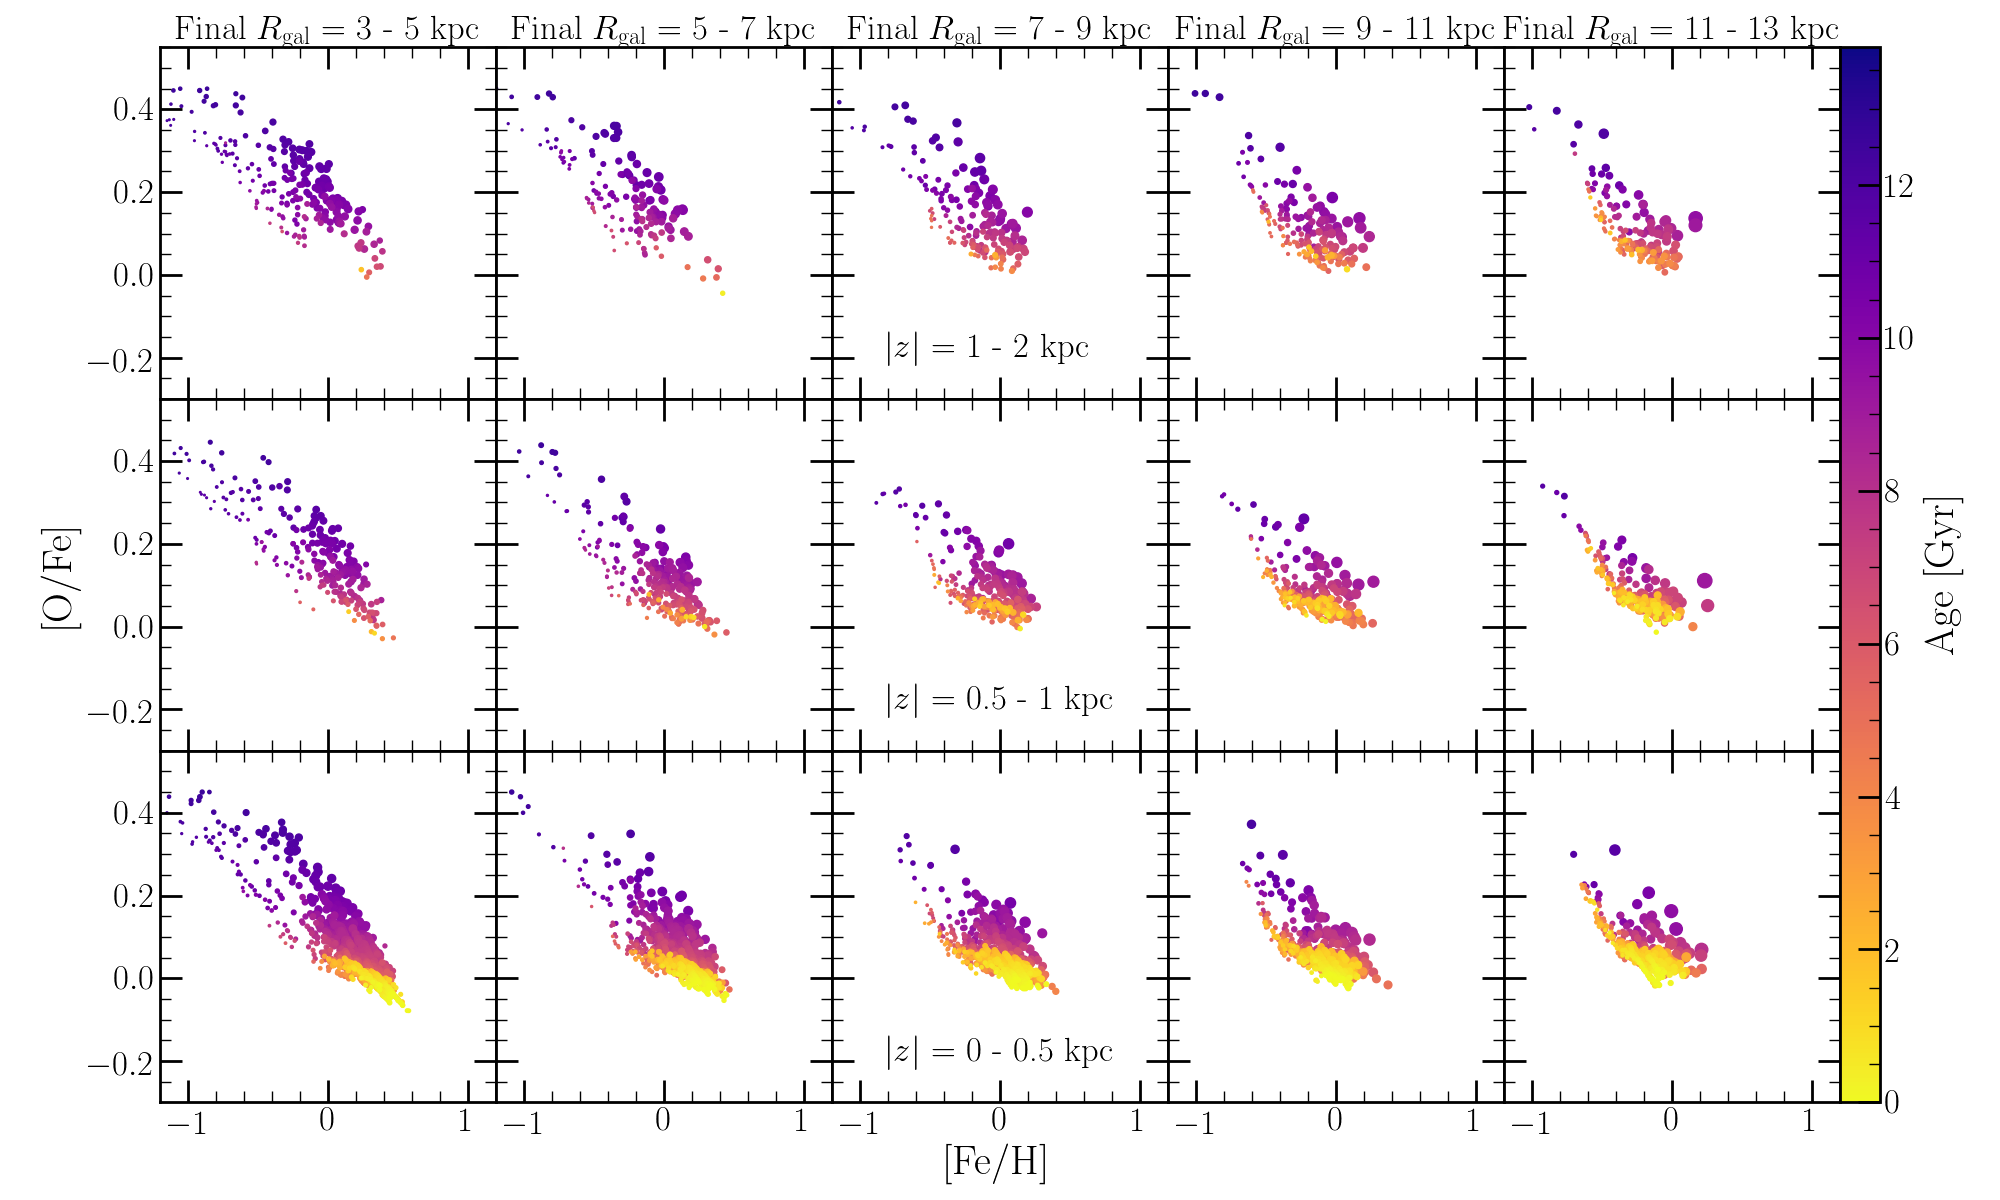 Final R_gal = 3 - 5 kpc
Final R_gal = 5 - 7 kpc
Final R_gal = 7 - 9 kpc
Final R_gal = 9 - 11 kpc
Final R_gal = 11 - 13 kpc
0.4
0.2
0.0
−0.2
|z| = 1 - 2 kpc
0.4
0.2
0.0
−0.2
|z| = 0.5 - 1 kpc
0.4
0.2
0.0
−0.2
|z| = 0 - 0.5 kpc
[O/Fe]
−1 0 1
−1 0 1
−1 0 1
−1 0 1
−1 0 1
[Fe/H]
12
10
8
6
4
2
0
Age [Gyr]